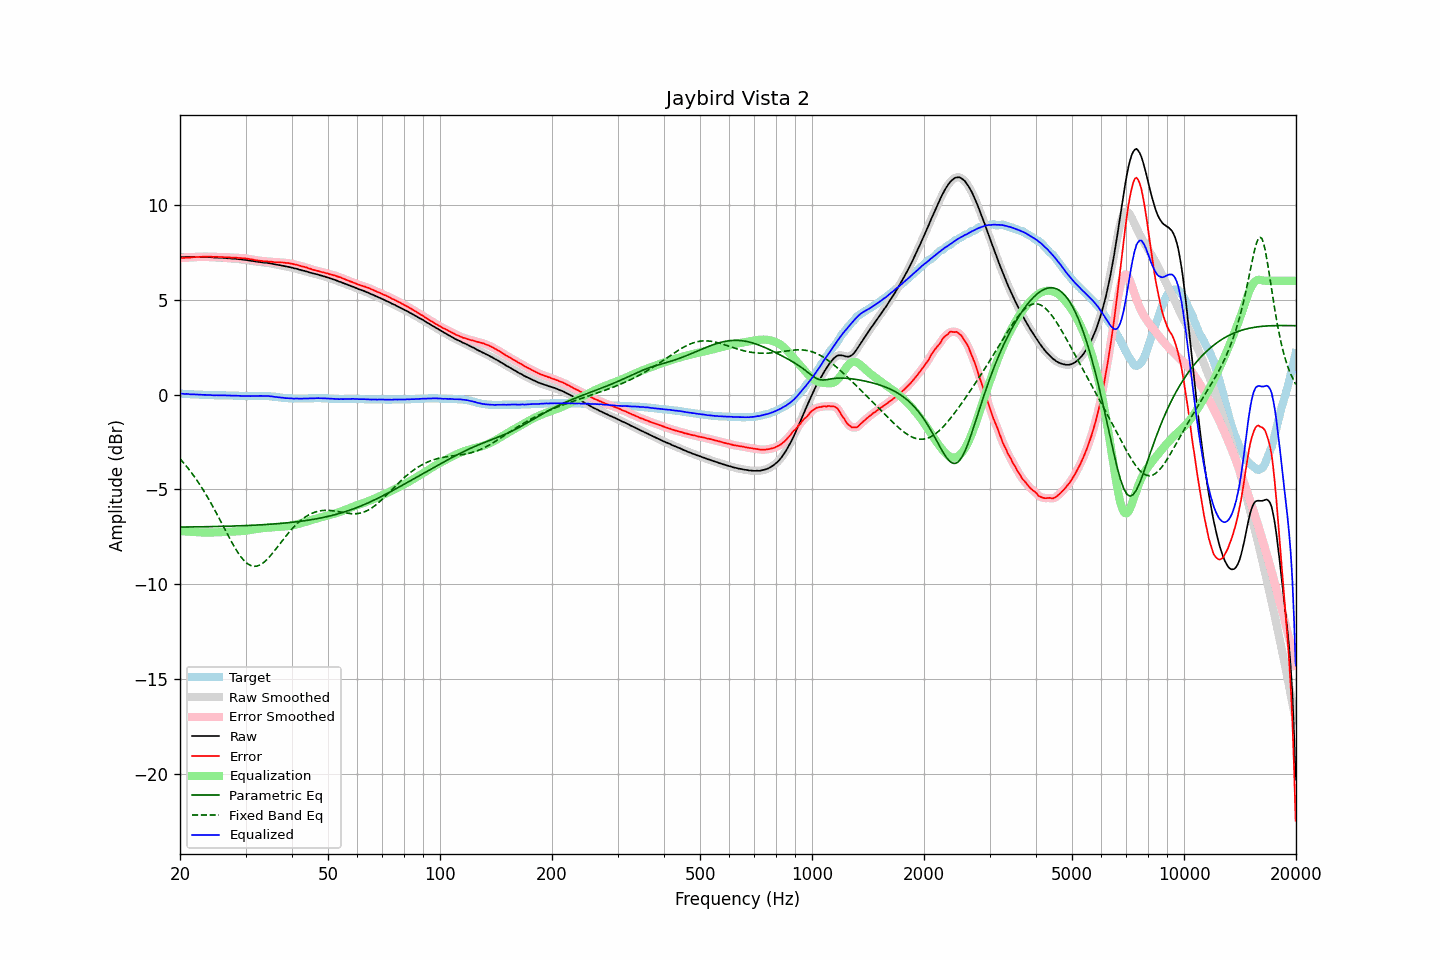 Jaybird Vista 2
Amplitude (dBr)
10
5
0
−5
−10
−15
−20
Target
Raw Smoothed
Error Smoothed
Raw
Error
Equalization
Parametric Eq
Fixed Band Eq
Equalized
20 50 100 200 500 1000 2000 5000 10000 20000
Frequency (Hz)